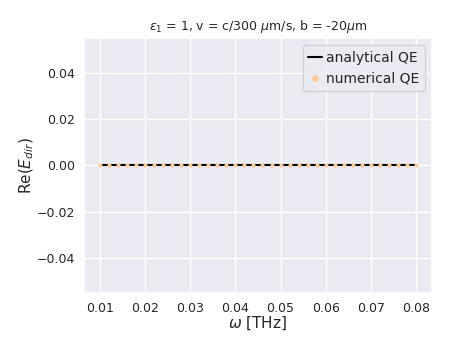 ε₁ = 1, v = c/300 μm/s, b = -20μm
analytical QE
numerical QE
Re(E_dir)
0.04
0.02
0.00
−0.02
−0.04
0.01 0.02 0.03 0.04 0.05 0.06 0.07 0.08
ω [THz]